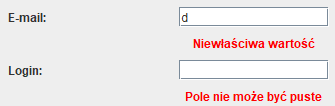 E-mail: d
Niewłaściwa wartość
Login:
Pole nie może być puste